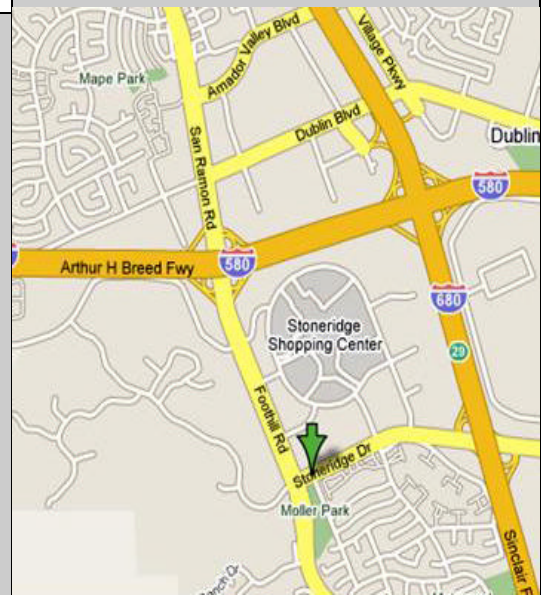 Amador Valley Blvd
Village Pkwy
Mape Park
Dublin Blvd
Dublin
San Ramon Rd
580
Arthur H Breed Fwy
580
680
Stoneridge
Shopping Center
29
Foothill Rd
Stoneridge Dr
Moller Park
Sinclair F